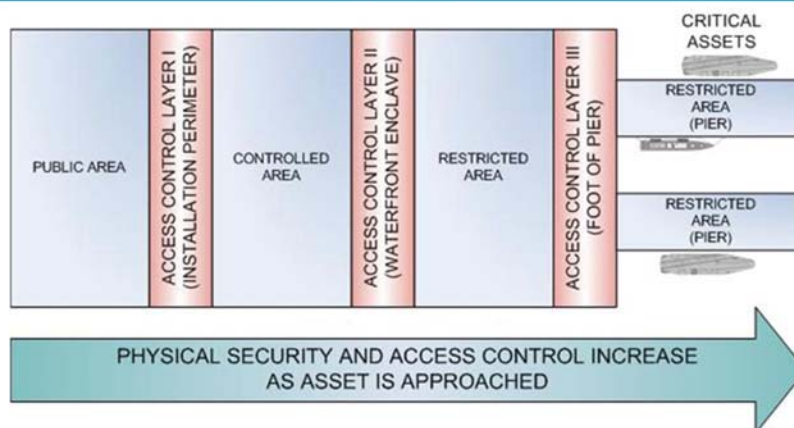 CRITICAL
ASSETS
PUBLIC AREA
ACCESS CONTROL LAYER I
(INSTALLATION PERIMETER)
CONTROLLED
AREA
ACCESS CONTROL LAYER II
(WATERFRONT ENCLAVE)
RESTRICTED
AREA
ACCESS CONTROL LAYER III
(FOOT OF PIER)
RESTRICTED
AREA
(PIER)
RESTRICTED
AREA
(PIER)
PHYSICAL SECURITY AND ACCESS CONTROL INCREASE
AS ASSET IS APPROACHED